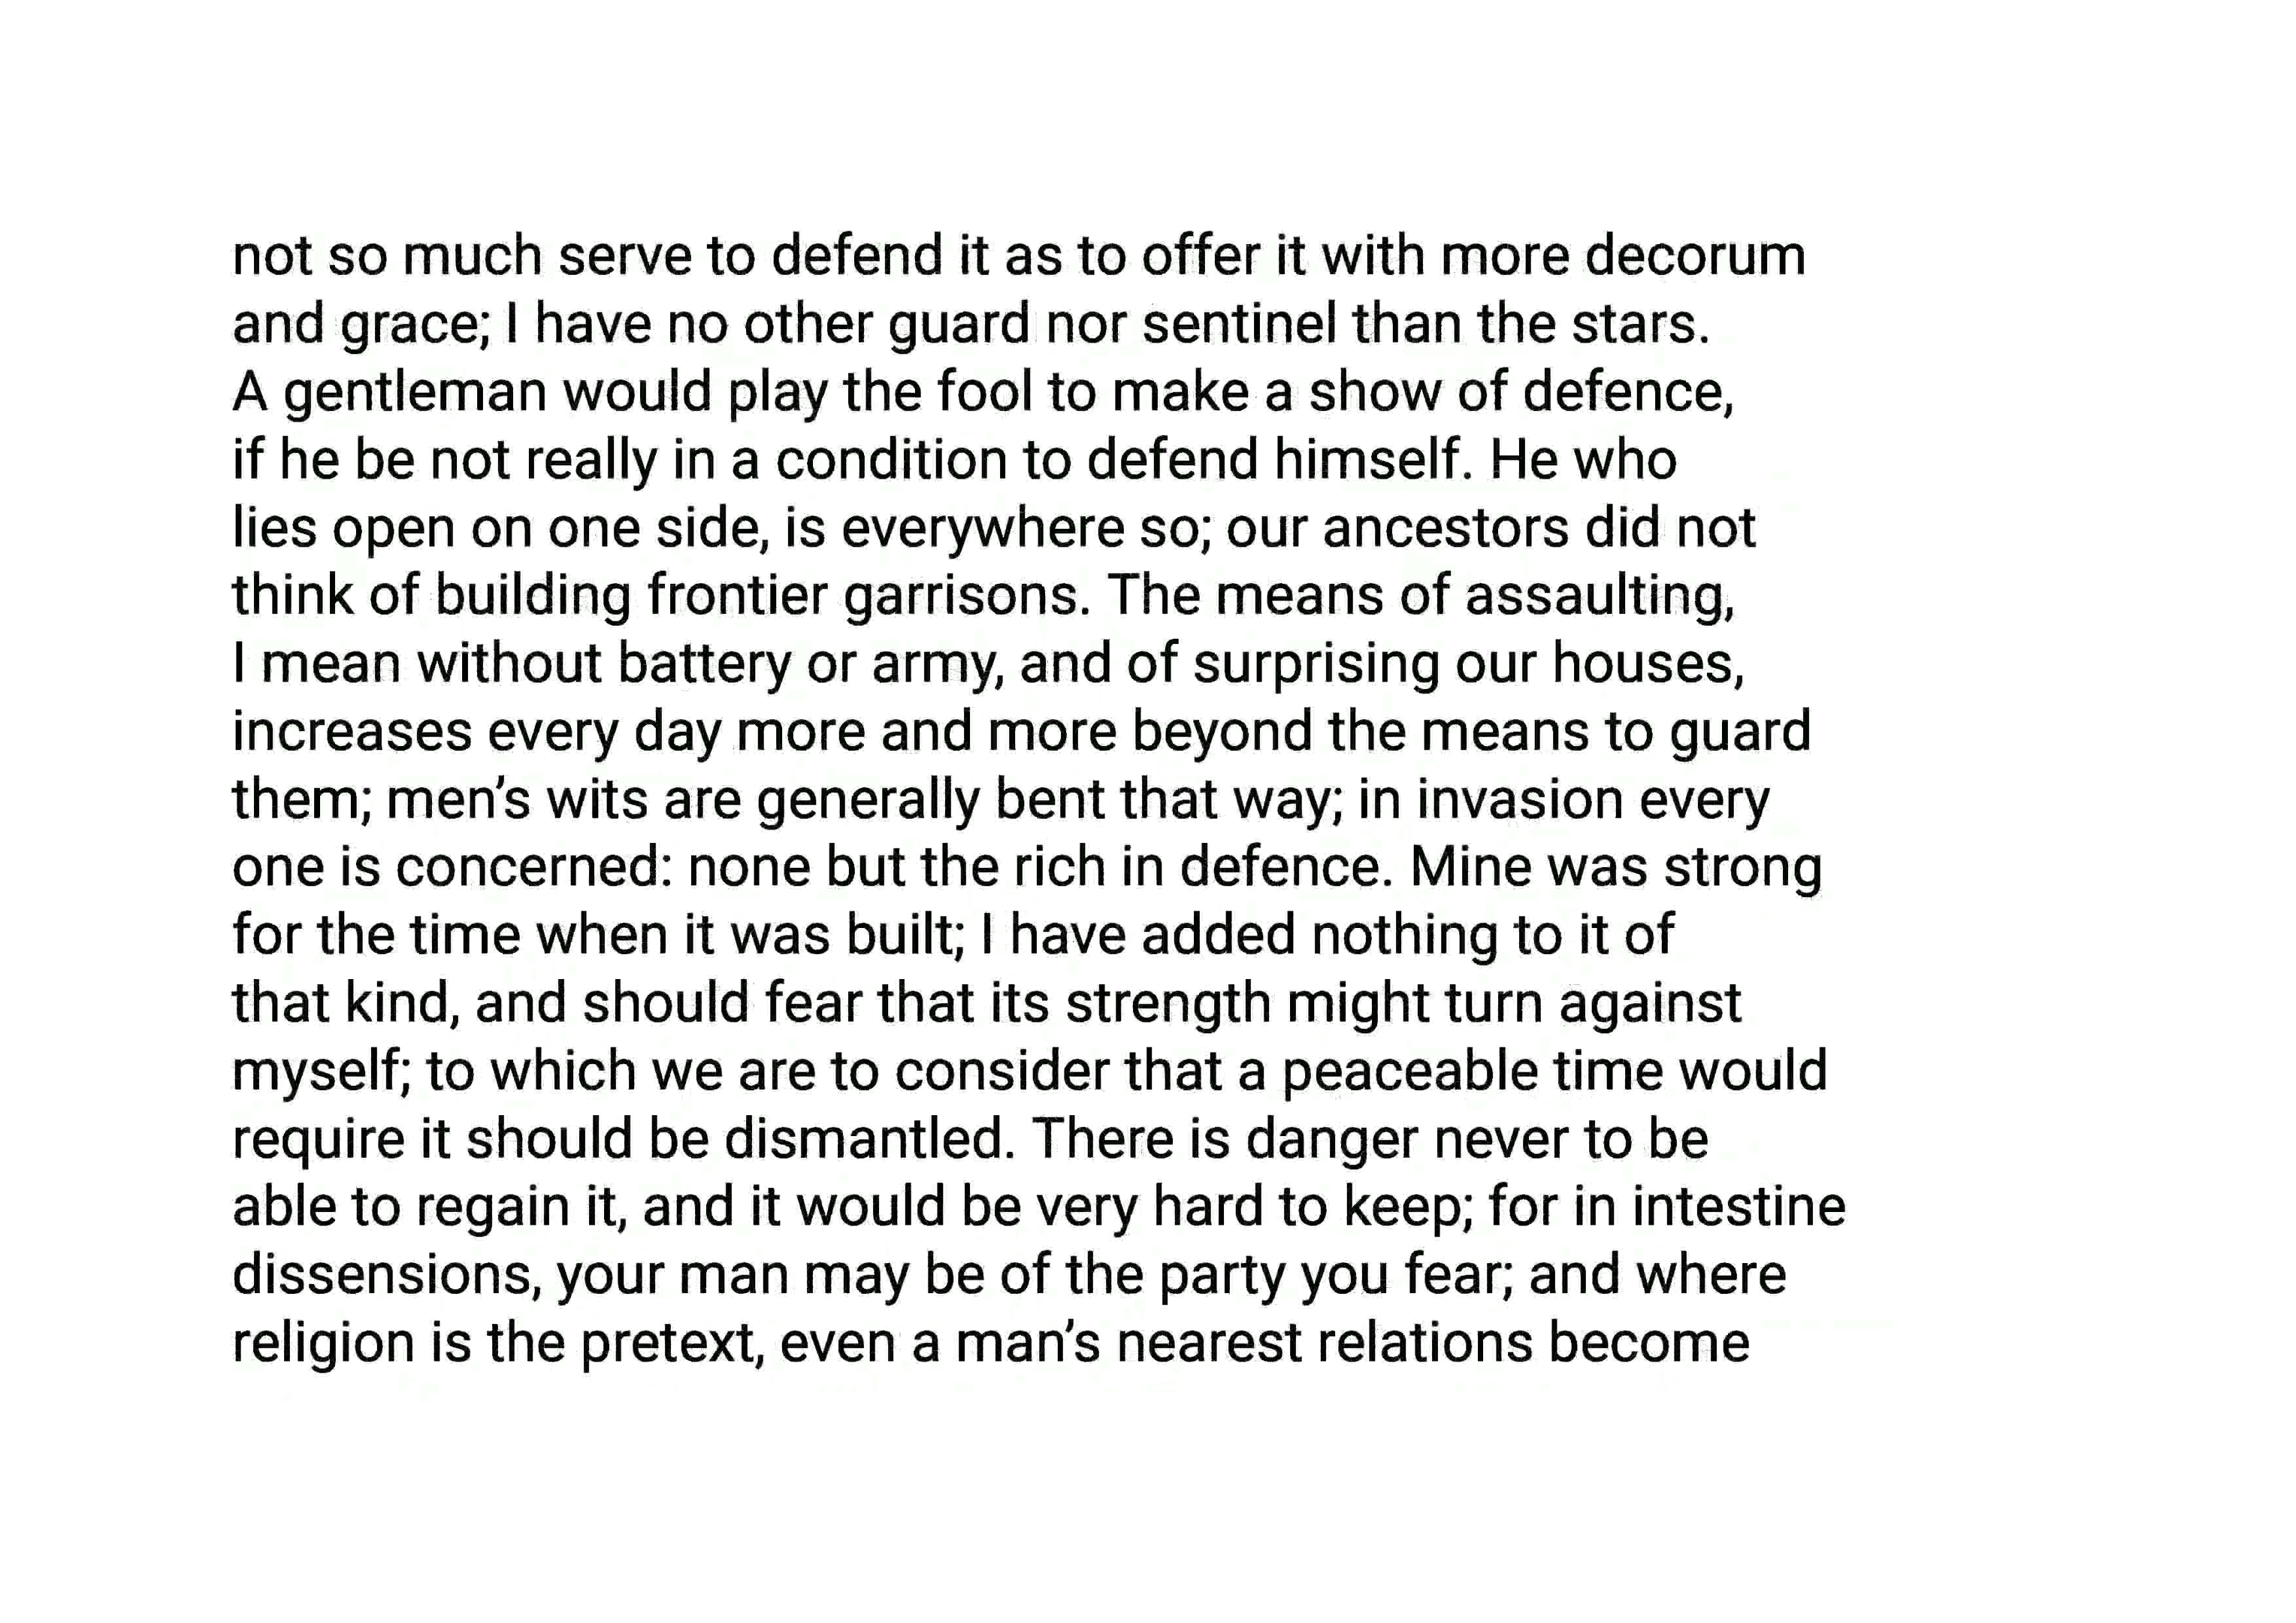 not so much serve to defend it as to offer it with more decorum
and grace; I have no other guard nor sentinel than the stars.
A gentleman would play the fool to make a show of defence,
if he be not really in a condition to defend himself. He who
lies open on one side, is everywhere so; our ancestors did not
think of building frontier garrisons. The means of assaulting,
I mean without battery or army, and of surprising our houses,
increases every day more and more beyond the means to guard
them; men’s wits are generally bent that way; in invasion every
one is concerned: none but the rich in defence. Mine was strong
for the time when it was built; I have added nothing to it of
that kind, and should fear that its strength might turn against
myself; to which we are to consider that a peaceable time would
require it should be dismantled. There is danger never to be
able to regain it, and it would be very hard to keep; for in intestine
dissensions, your man may be of the party you fear; and where
religion is the pretext, even a man’s nearest relations become